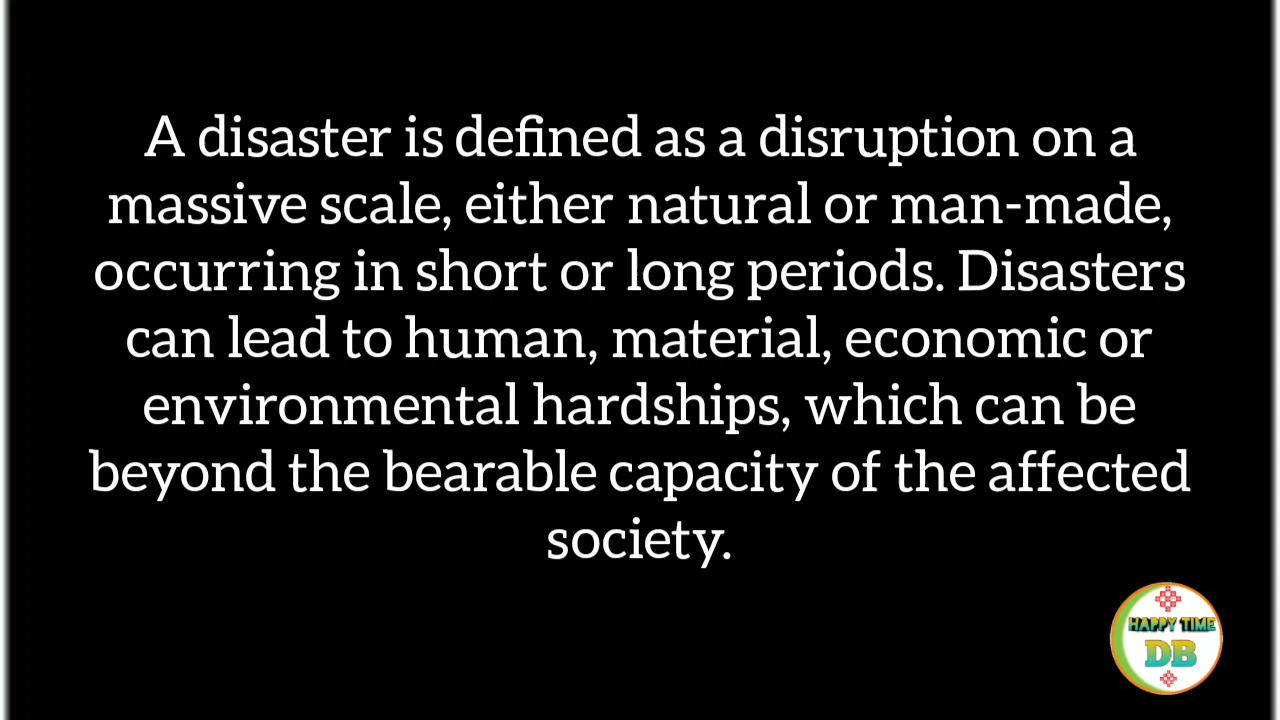 A disaster is defined as a disruption on a
massive scale, either natural or man-made,
occurring in short or long periods. Disasters
can lead to human, material, economic or
environmental hardships, which can be
beyond the bearable capacity of the affected
society.
HAPPY TIME
DB